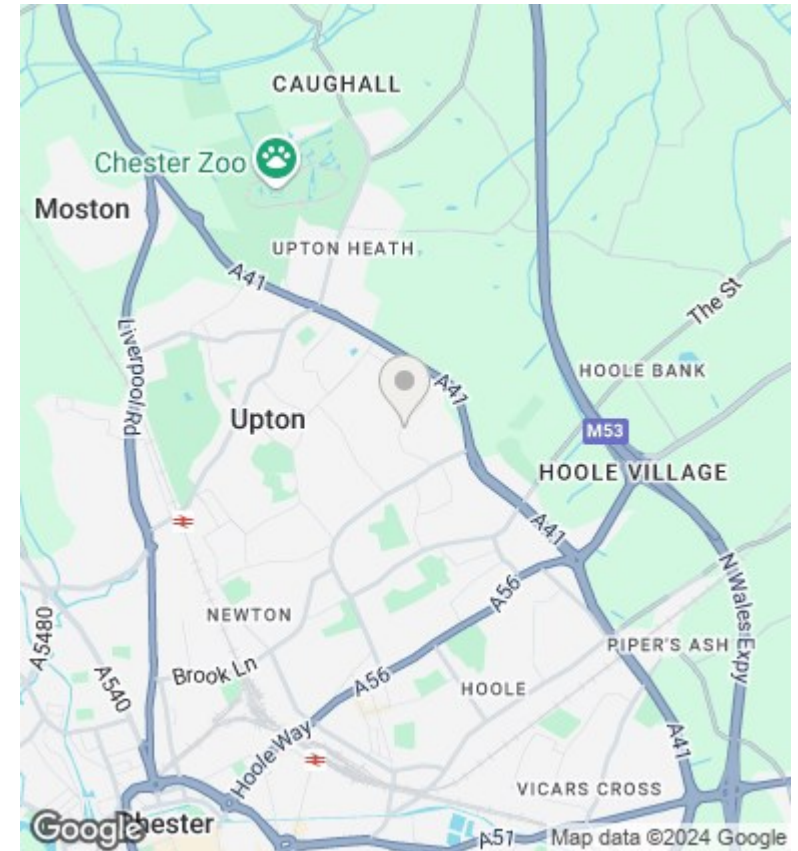 CAUGHALL
Chester Zoo
Moston
UPTON HEATH
A41
The St
Liverpool Rd
HOOLE BANK
A41
Upton
M53
HOOLE VILLAGE
A41
N Wales Expy
A56
NEWTON
A5480
PIPER'S ASH
Brook Ln
A540
A56
HOOLE
A41
Hoole Way
VICARS CROSS
Chester
Google
A51
Map data ©2024 Google